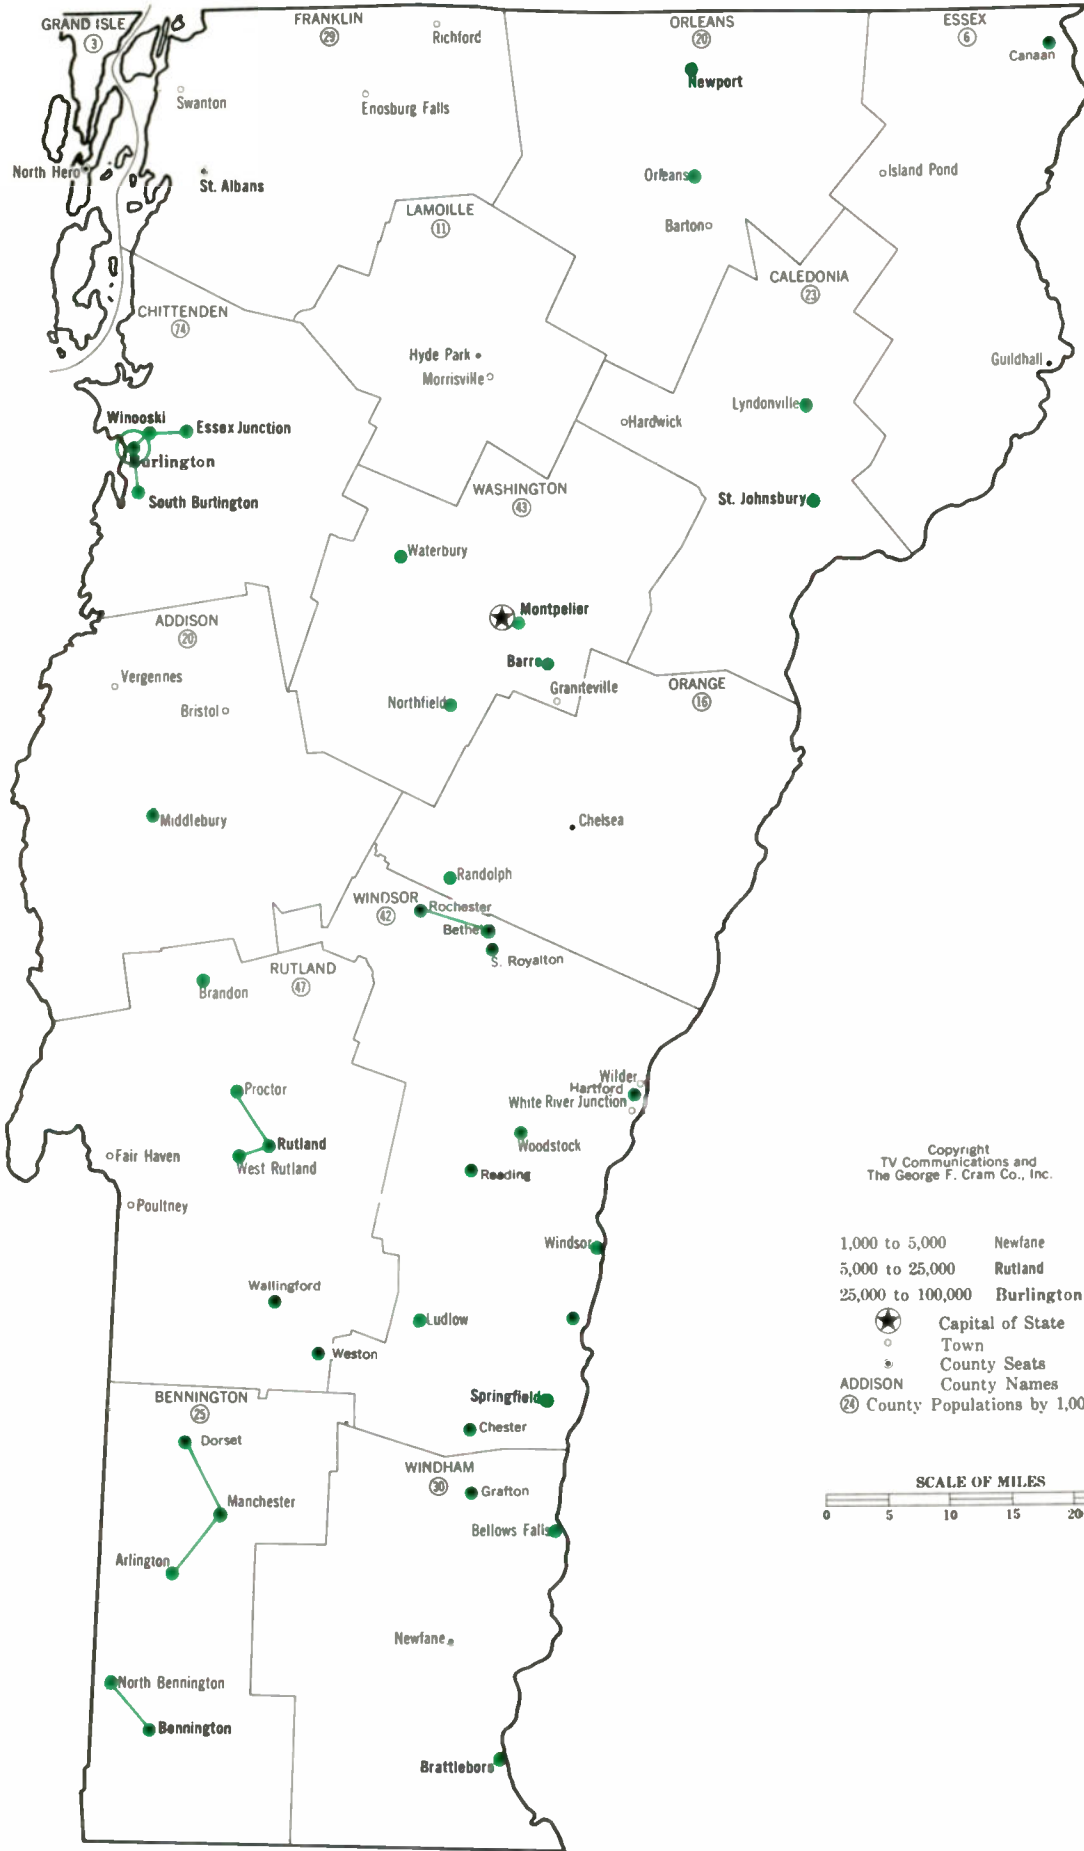 GRAND ISLE
3
FRANKLIN
29
Richford
ORLEANS
20
ESSEX
6
Canaan
Newport
Swanton
Enosburg Falls
North Hero
St. Albans
Orleans
Island Pond
LAMOILLE
11
Barton
CALEDONIA
23
CHITTENDEN
74
Hyde Park
Morrisville
Guildhall
Lyndonville
Hardwick
Winooski
Essex Junction
Burlington
South Burlington
WASHINGTON
43
St. Johnsbury
Waterbury
Montpelier
ADDISON
20
Barre
Vergennes
Graniteville
ORANGE
16
Bristol
Northfield
Middlebury
Chelsea
Randolph
WINDSOR
42
Rochester
Bethel
S. Royalton
RUTLAND
47
Brandon
Wilder
Hartford
White River Junction
Proctor
Woodstock
Rutland
Fair Haven
West Rutland
Reading
Poultney
Windsor
Wallingford
Ludlow
Weston
Springfield
BENNINGTON
25
Chester
Dorset
WINDHAM
30
Grafton
Manchester
Bellows Falls
Arlington
Newfane
North Bennington
Bennington
Brattleboro
Copyright
TV Communications and
The George F. Cram Co., Inc.
1,000 to 5,000 Newfane
5,000 to 25,000 Rutland
25,000 to 100,000 Burlington
Capital of State
Town
County Seats
ADDISON County Names
24 County Populations by 1,00
SCALE OF MILES
0 5 10 15 20